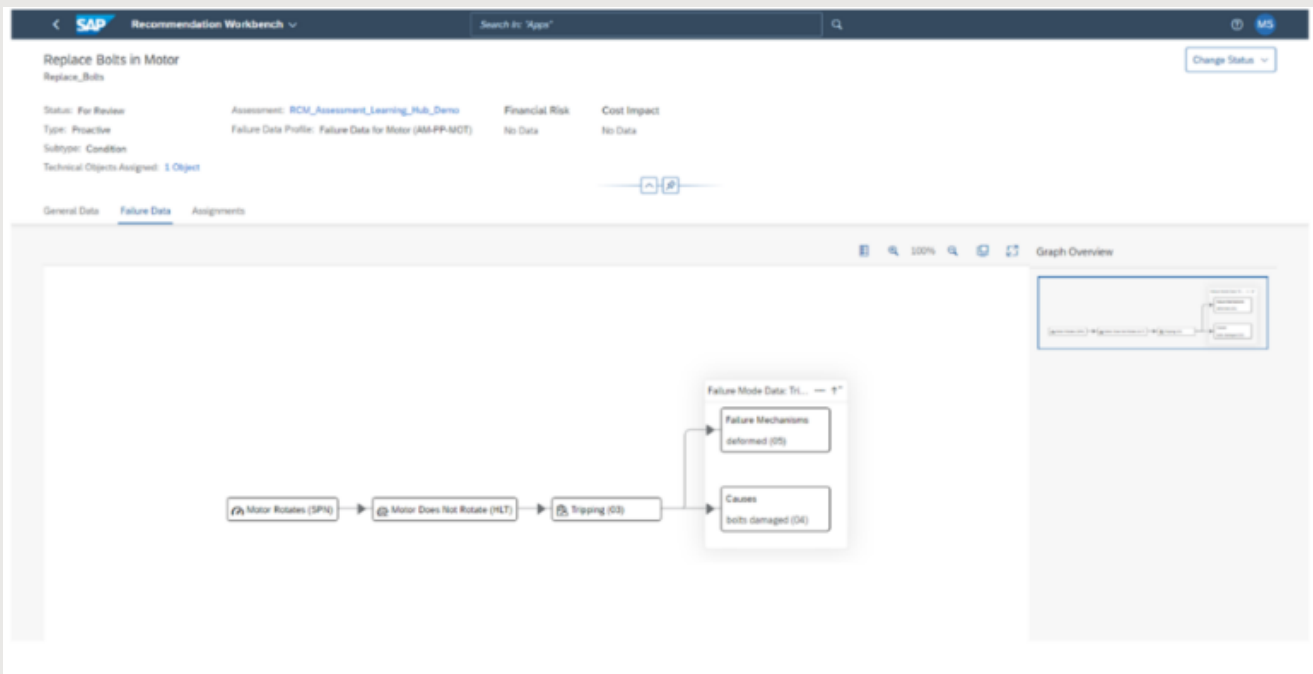 SAP Recommendation Workbench Search In: "Apps" MS
Replace Bolts in Motor Change Status
Replace_Bolts
Status: For Review Assessment: RCM_Assessment_Learning_Hub_Demo Financial Risk Cost Impact
Type: Proactive Failure Data Profile: Failure Data for Motor (AM-PP-MOT) No Data No Data
Subtype: Condition
Technical Objects Assigned: 1 Object
General Data Failure Data Assignments
100% Graph Overview
Failure Mode Data: Tri...
Failure Mechanisms
deformed (05)
Motor Rotates (SPN) Motor Does Not Rotate (HLT) Tripping (03)
Causes
bolts damaged (04)